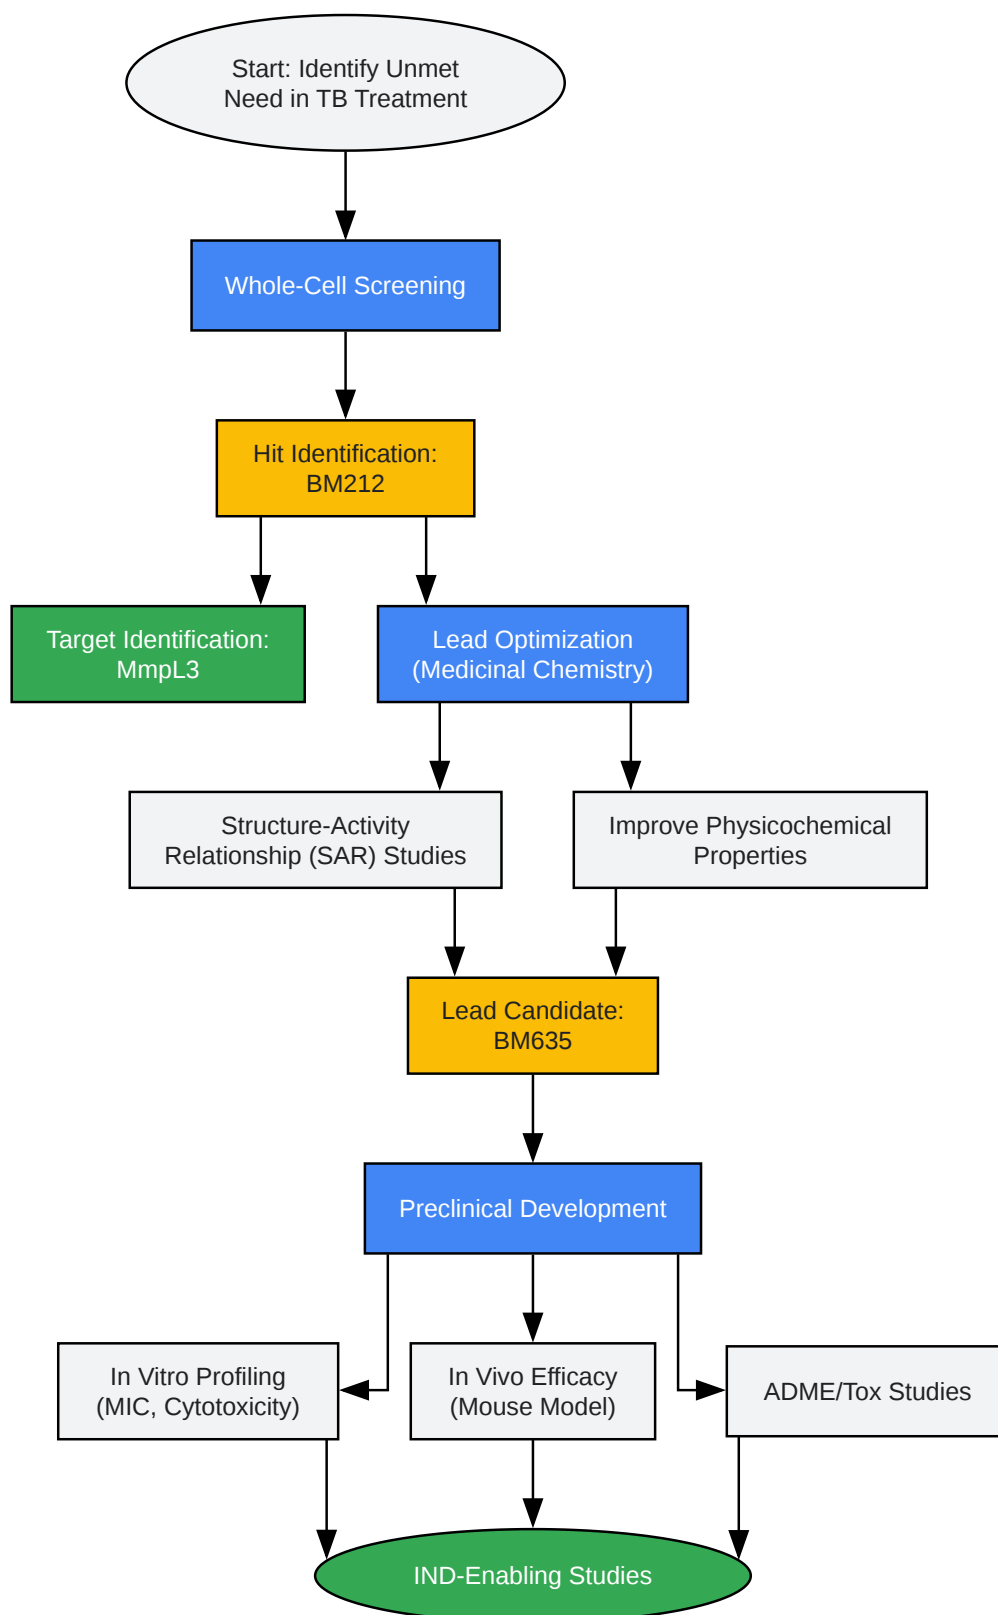 Start: Identify Unmet
Need in TB Treatment
Whole-Cell Screening
Hit Identification:
BM212
Target Identification:
MmpL3
Lead Optimization
(Medicinal Chemistry)
Structure-Activity
Relationship (SAR) Studies
Improve Physicochemical
Properties
Lead Candidate:
BM635
Preclinical Development
In Vitro Profiling
(MIC, Cytotoxicity)
In Vivo Efficacy
(Mouse Model)
ADME/Tox Studies
IND-Enabling Studies